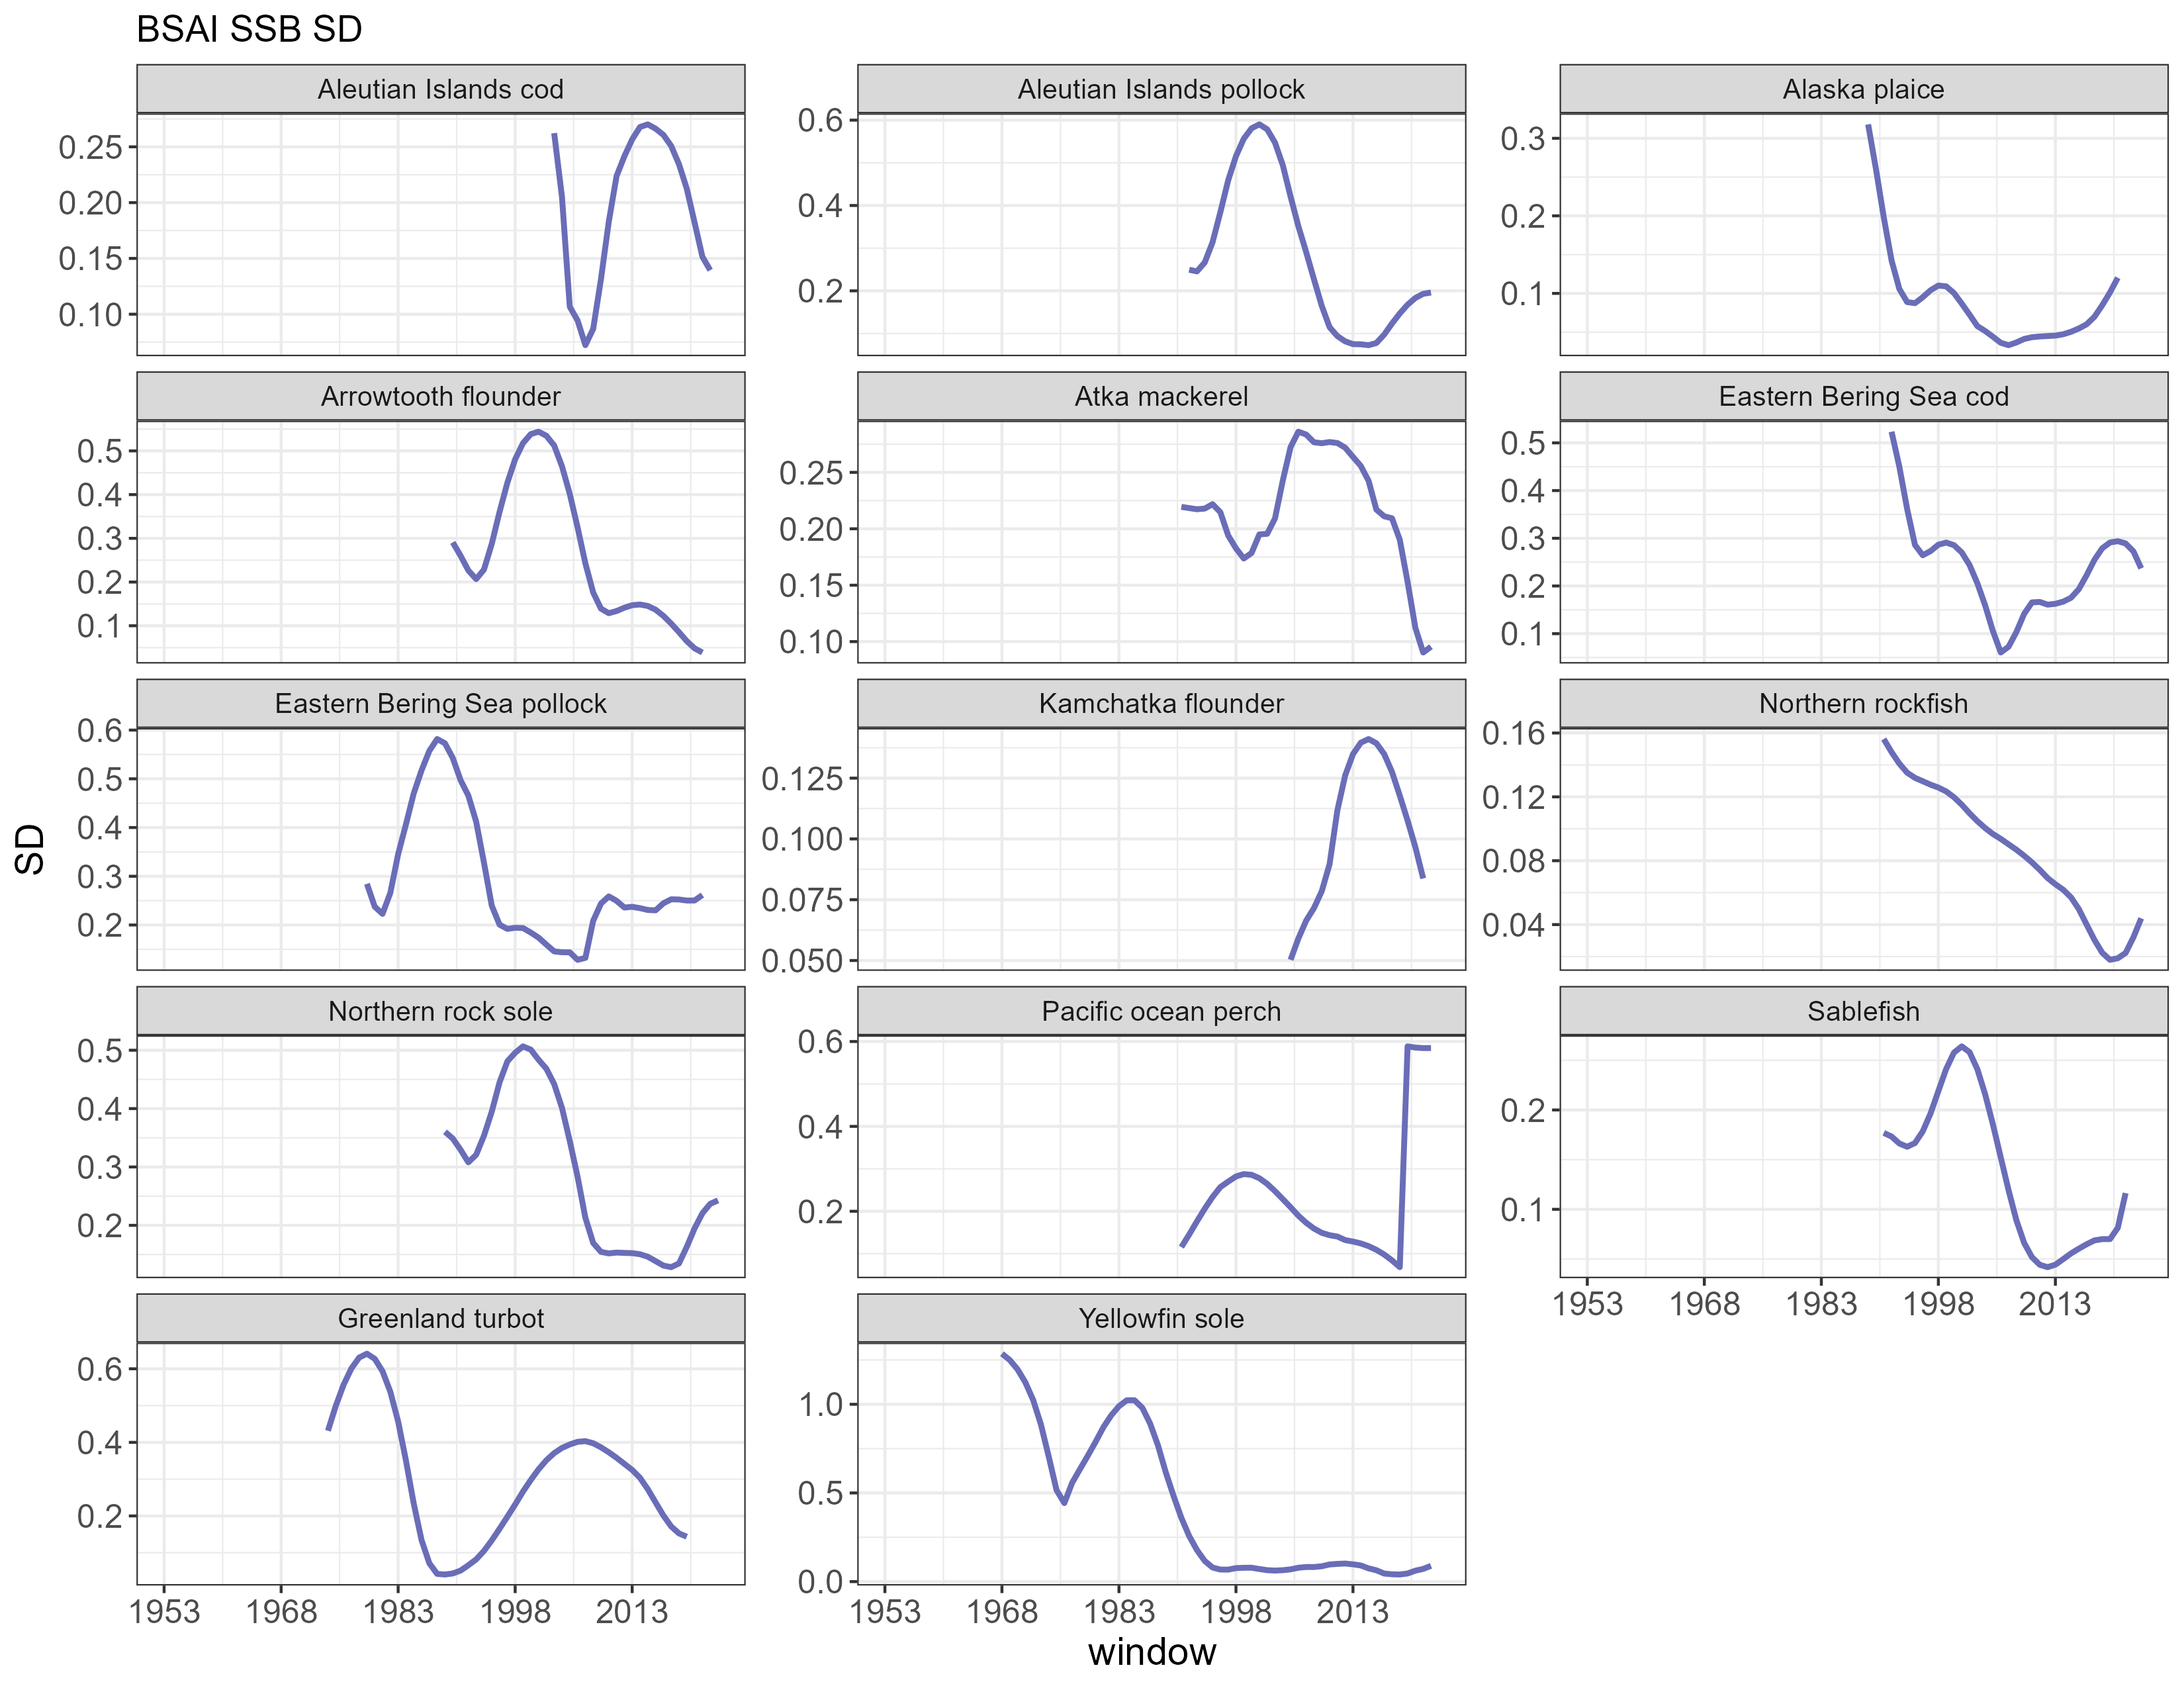 BSAI SSB SD
Aleutian Islands cod
Aleutian Islands pollock
Alaska plaice
0.25
0.20
0.15
0.10
0.6
0.4
0.2
0.3
0.2
0.1
Arrowtooth flounder
Atka mackerel
Eastern Bering Sea cod
0.5
0.4
0.3
0.2
0.1
0.25
0.20
0.15
0.10
0.5
0.4
0.3
0.2
0.1
Eastern Bering Sea pollock
Kamchatka flounder
Northern rockfish
0.6
0.5
0.4
0.3
0.2
0.125
0.100
0.075
0.050
0.16
0.12
0.08
0.04
SD
Northern rock sole
Pacific ocean perch
Sablefish
0.5
0.4
0.3
0.2
0.6
0.4
0.2
0.2
0.1
1953 1968 1983 1998 2013
Greenland turbot
Yellowfin sole
0.6
0.4
0.2
1.0
0.5
0.0
1953 1968 1983 1998 2013
1953 1968 1983 1998 2013
window